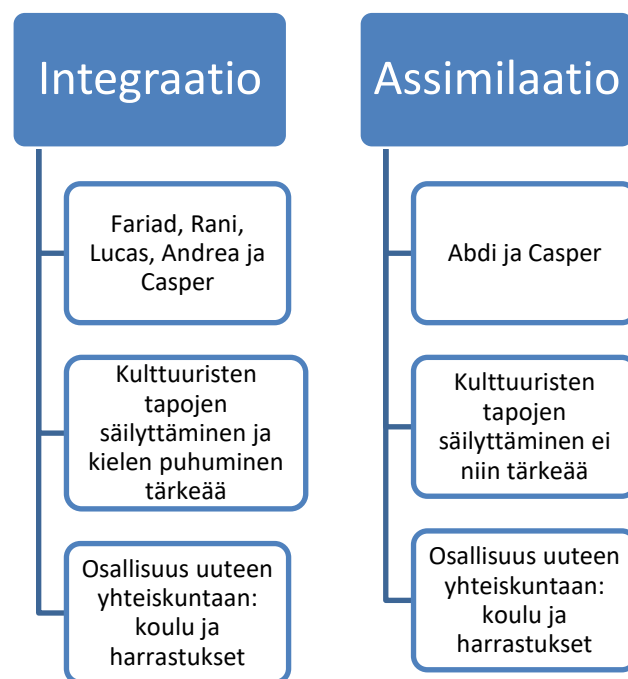 Integraatio
Fariad, Rani,
Lucas, Andrea ja
Casper
Kulttuuristen
tapojen
säilyttäminen ja
kielen puhuminen
tärkeää
Osallisuus uuteen
yhteiskuntaan:
koulu ja
harrastukset
Assimilaatio
Abdi ja Casper
Kulttuuristen
tapojen
säilyttäminen ei
niin tärkeää
Osallisuus uuteen
yhteiskuntaan:
koulu ja
harrastukset